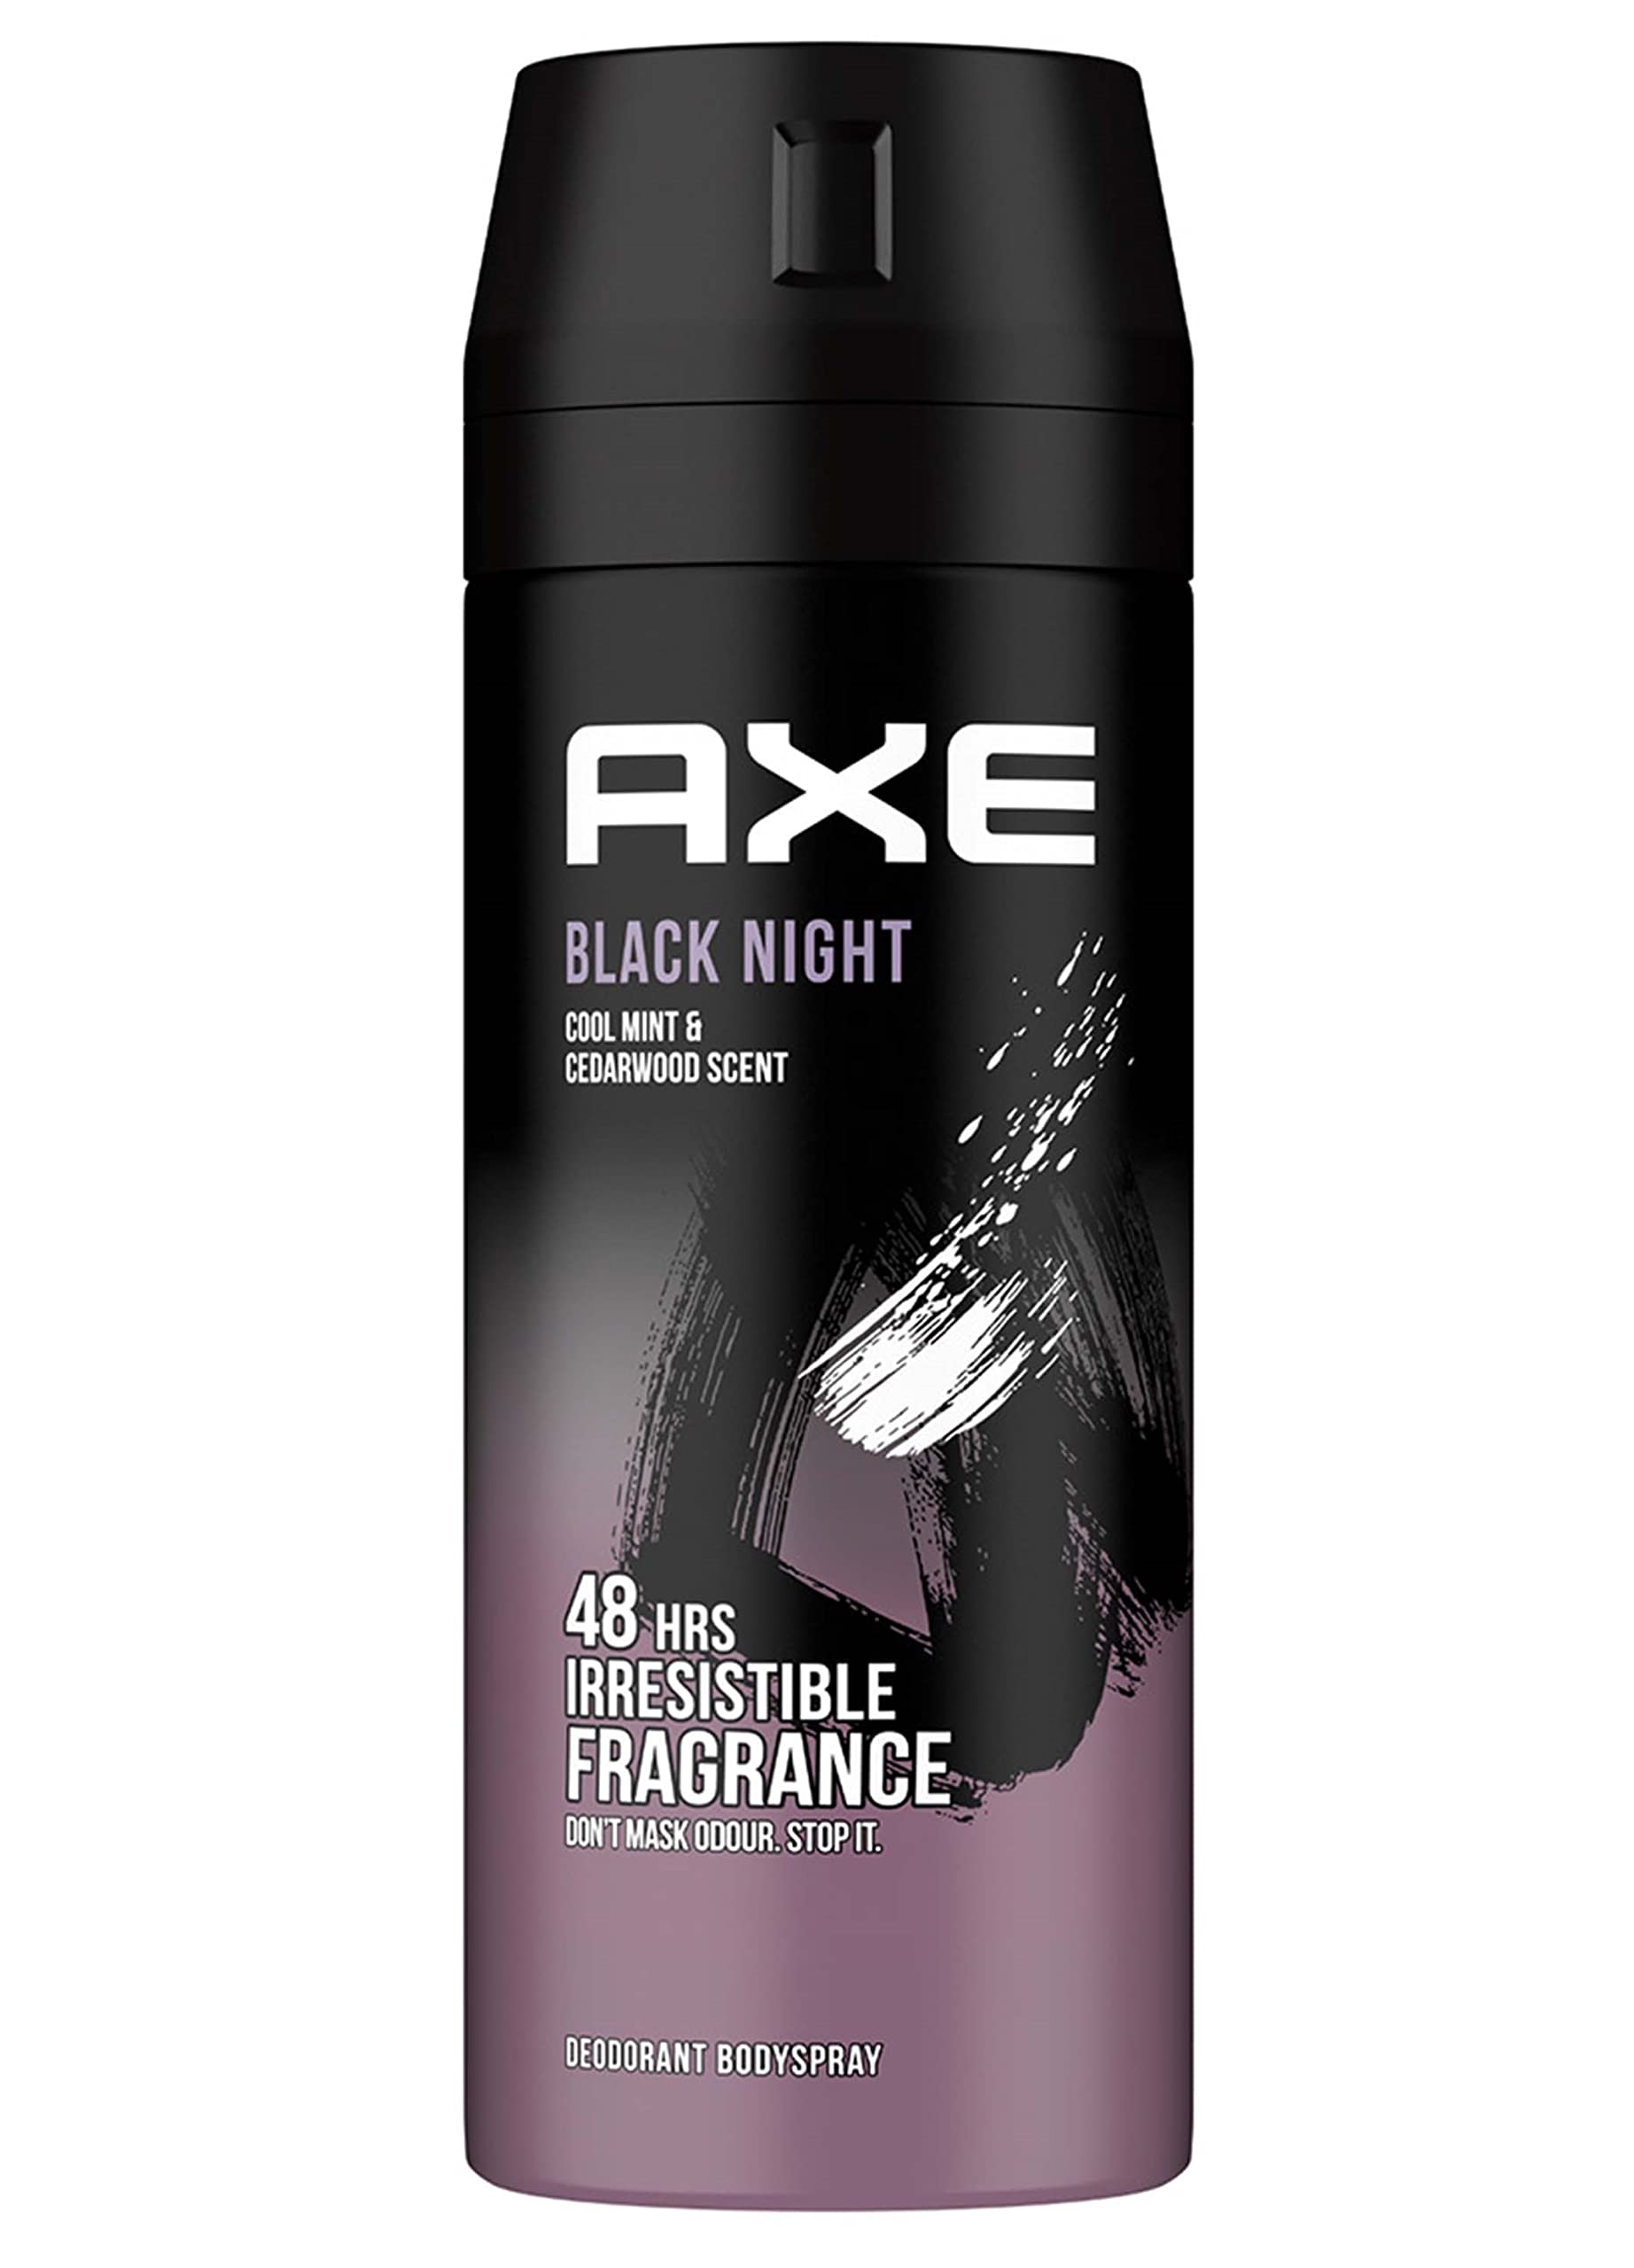 AXE
BLACK NIGHT
COOL MINT &
CEDARWOOD SCENT
48 HRS
IRRESISTIBLE
FRAGRANCE
DON'T MASK ODOUR. STOP IT.
DEODORANT BODYSPRAY